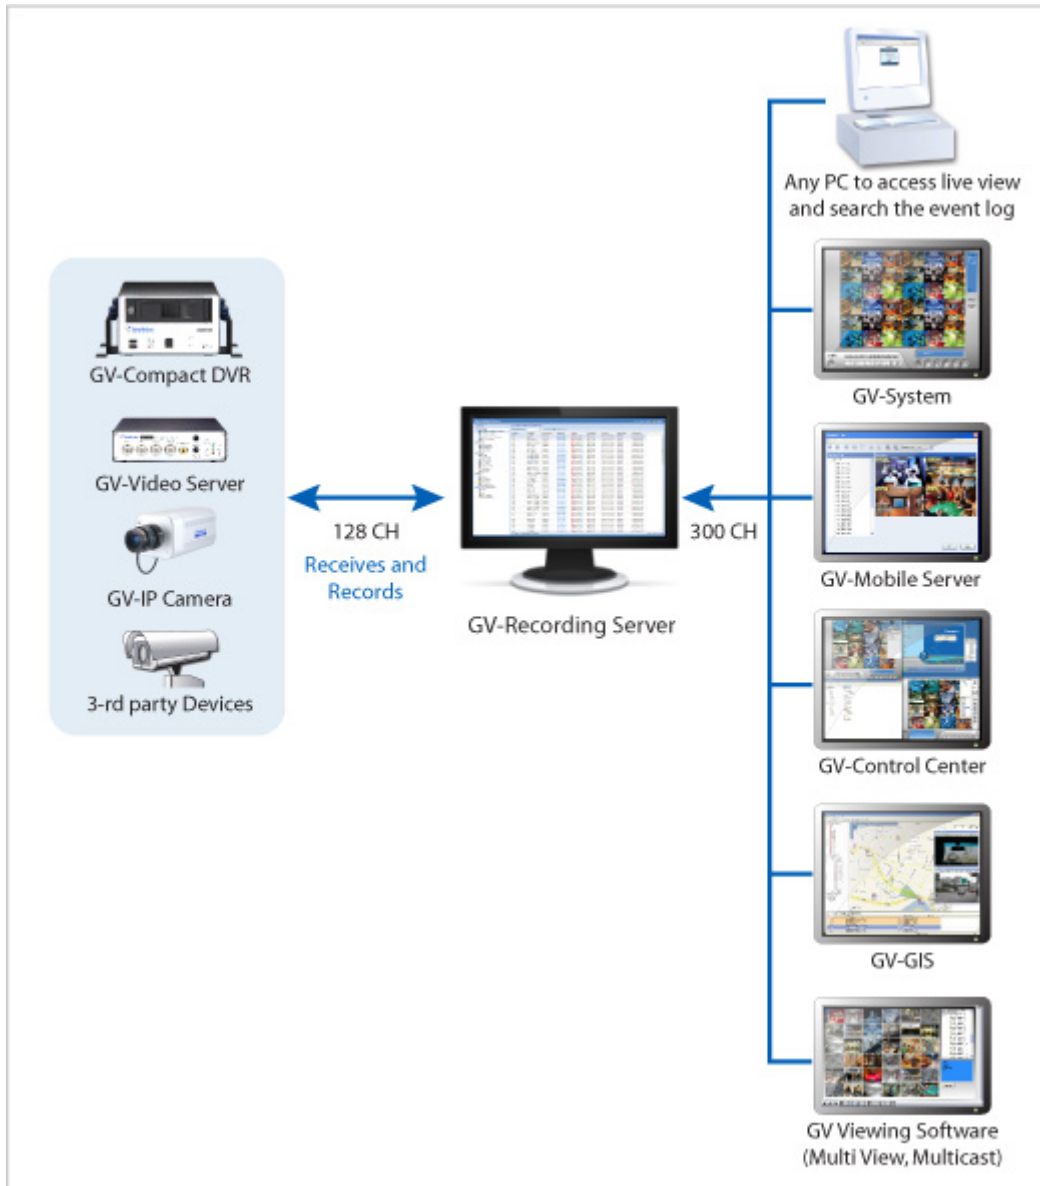 GV-Compact DVR
GV-Video Server
GV-IP Camera
3-rd party Devices
128 CH
Receives and
Records
GV-Recording Server
300 CH
Any PC to access live view
and search the event log
GV-System
GV-Mobile Server
GV-Control Center
GV-GIS
GV Viewing Software
(Multi View, Multicast)